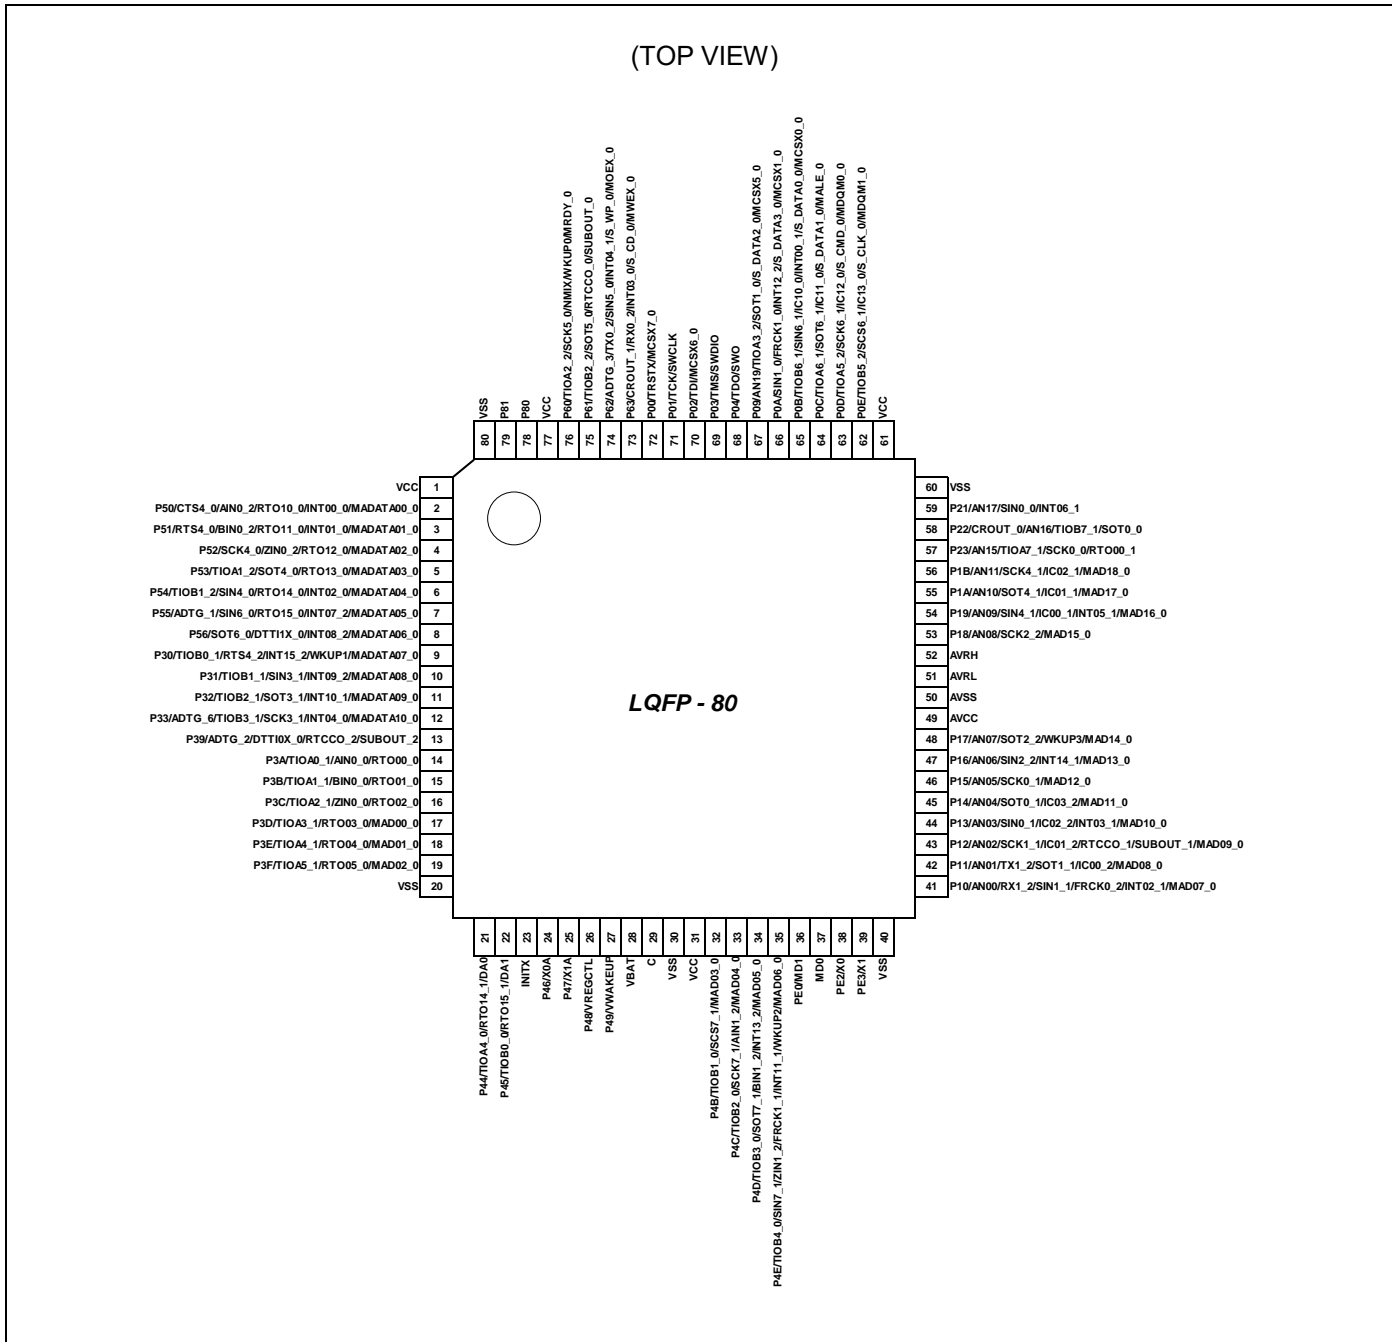 (TOP VIEW)
VSS
P81
P80
VCC
P60/TIOA2_2/SCK5_0/NMIX/WKUP0/MRDY_0
P61/TIOB2_2/SOT5_0/RTCCO_0/SUBOUT_0
P62/ADTG_3/TX0_2/SIN5_0/INT04_1/S_WP_0/MOEX_0
P63/CROUT_1/RX0_2/INT03_0/S_CD_0/MWEX_0
P00/TRSTX/MCSX7_0
P01/TCK/SWCLK
P02/TDI/MCSX6_0
P03/TMS/SWDIO
P04/TDO/SWO
P09/AN19/TIOA3_2/SOT1_0/S_DATA2_0/MCSX5_0
P0A/SIN1_0/FRCK1_0/INT12_2/S_DATA3_0/MCSX1_0
P0B/TIOB6_1/SIN6_1/IC10_0/INT00_1/S_DATA0_0/MCSX0_0
P0C/TIOA6_1/SOT6_1/IC11_0/S_DATA1_0/MALE_0
P0D/TIOA5_2/SCK6_1/IC12_0/S_CMD_0/MDQM0_0
P0E/TIOB5_2/SCS6_1/IC13_0/S_CLK_0/MDQM1_0
VCC
80 79 78 77 76 75 74 73 72 71 70 69 68 67 66 65 64 63 62 61
VCC 1
P50/CTS4_0/AIN0_2/RTO10_0/INT00_0/MADATA00_0 2
P51/RTS4_0/BIN0_2/RTO11_0/INT01_0/MADATA01_0 3
P52/SCK4_0/ZIN0_2/RTO12_0/MADATA02_0 4
P53/TIOA1_2/SOT4_0/RTO13_0/MADATA03_0 5
P54/TIOB1_2/SIN4_0/RTO14_0/INT02_0/MADATA04_0 6
P55/ADTG_1/SIN6_0/RTO15_0/INT07_2/MADATA05_0 7
P56/SOT6_0/DTTI1X_0/INT08_2/MADATA06_0 8
P30/TIOB0_1/RTS4_2/INT15_2/WKUP1/MADATA07_0 9
P31/TIOB1_1/SIN3_1/INT09_2/MADATA08_0 10
P32/TIOB2_1/SOT3_1/INT10_1/MADATA09_0 11
P33/ADTG_6/TIOB3_1/SCK3_1/INT04_0/MADATA10_0 12
P39/ADTG_2/DTTI0X_0/RTCCO_2/SUBOUT_2 13
P3A/TIOA0_1/AIN0_0/RTO00_0 14
P3B/TIOA1_1/BIN0_0/RTO01_0 15
P3C/TIOA2_1/ZIN0_0/RTO02_0 16
P3D/TIOA3_1/RTO03_0/MAD00_0 17
P3E/TIOA4_1/RTO04_0/MAD01_0 18
P3F/TIOA5_1/RTO05_0/MAD02_0 19
VSS 20
LQFP - 80
60 VSS
59 P21/AN17/SIN0_0/INT06_1
58 P22/CROUT_0/AN16/TIOB7_1/SOT0_0
57 P23/AN15/TIOA7_1/SCK0_0/RTO00_1
56 P1B/AN11/SCK4_1/IC02_1/MAD18_0
55 P1A/AN10/SOT4_1/IC01_1/MAD17_0
54 P19/AN09/SIN4_1/IC00_1/INT05_1/MAD16_0
53 P18/AN08/SCK2_2/MAD15_0
52 AVRH
51 AVRL
50 AVSS
49 AVCC
48 P17/AN07/SOT2_2/WKUP3/MAD14_0
47 P16/AN06/SIN2_2/INT14_1/MAD13_0
46 P15/AN05/SCK0_1/MAD12_0
45 P14/AN04/SOT0_1/IC03_2/MAD11_0
44 P13/AN03/SIN0_1/IC02_2/INT03_1/MAD10_0
43 P12/AN02/SCK1_1/IC01_2/RTCCO_1/SUBOUT_1/MAD09_0
42 P11/AN01/TX1_2/SOT1_1/IC00_2/MAD08_0
41 P10/AN00/RX1_2/SIN1_1/FRCK0_2/INT02_1/MAD07_0
21 22 23 24 25 26 27 28 29 30 31 32 33 34 35 36 37 38 39 40
P44/TIOA4_0/RTO14_1/DA0
P45/TIOB0_0/RTO15_1/DA1
INITX
P46/X0A
P47/X1A
P48/VREGCTL
P49/VWAKEUP
VBAT
C
VSS
VCC
P4B/TIOB1_0/SCS7_1/MAD03_0
P4C/TIOB2_0/SCK7_1/AIN1_2/MAD04_0
P4D/TIOB3_0/SOT7_1/BIN1_2/INT13_2/MAD05_0
P4E/TIOB4_0/SIN7_1/ZIN1_2/FRCK1_1/INT11_1/WKUP2/MAD06_0
PE0/MD1
MD0
PE2/X0
PE3/X1
VSS